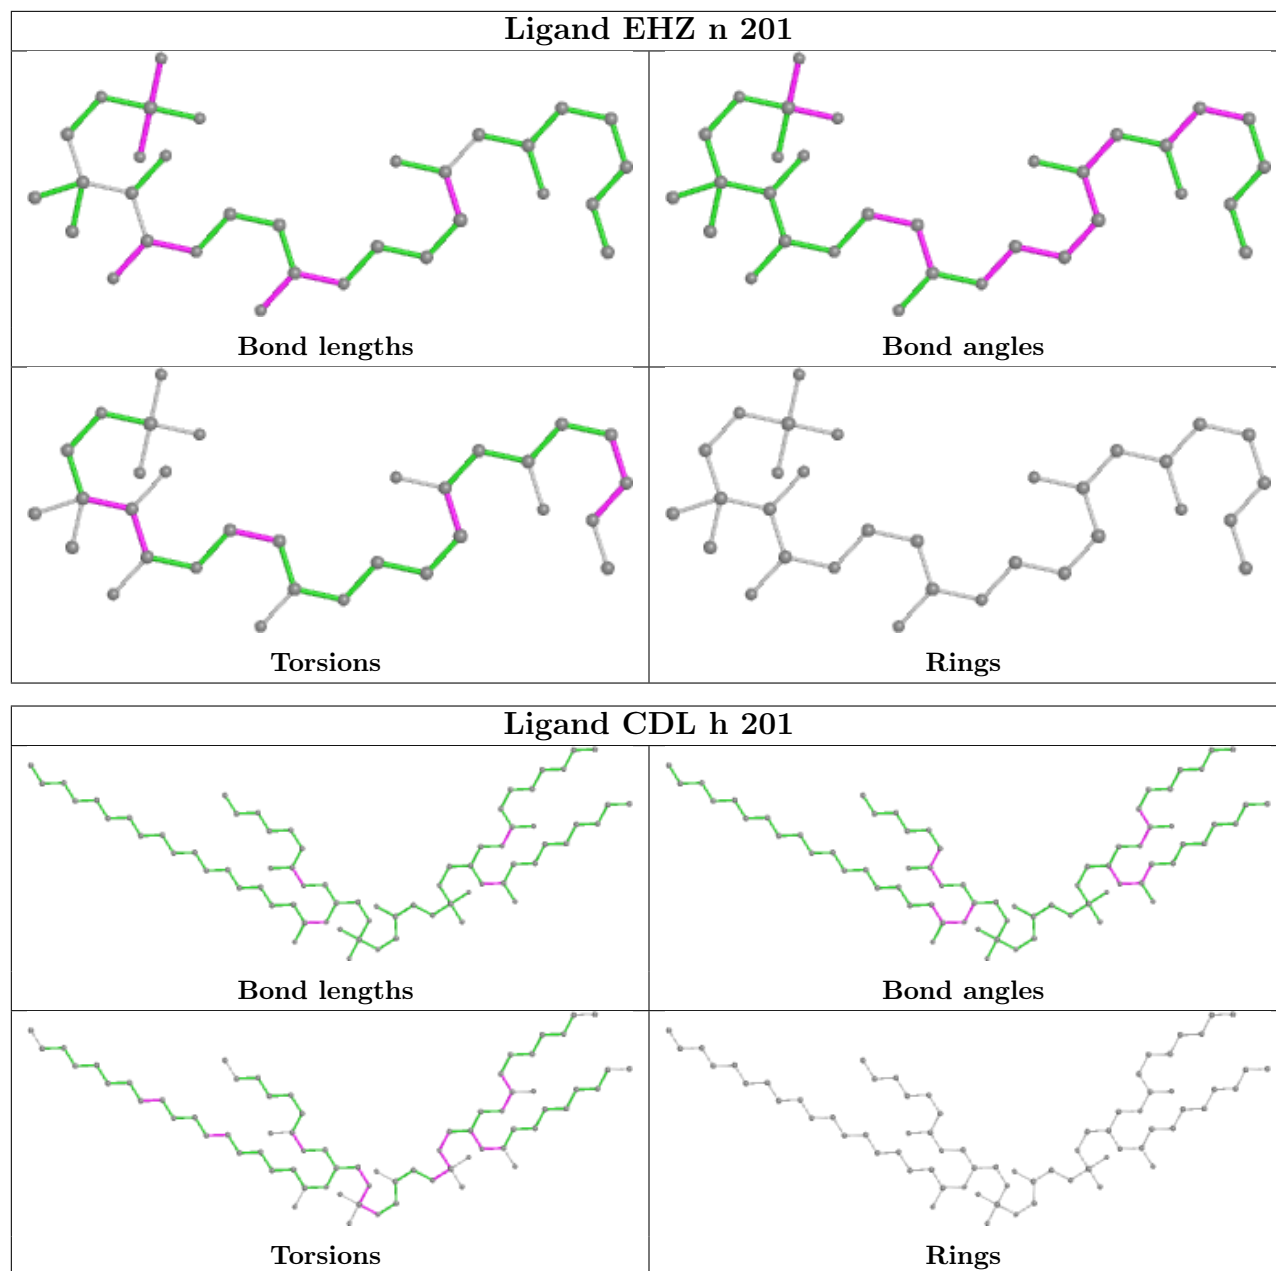 Ligand EHZ n 201
Bond lengths
Bond angles
Torsions
Rings
Ligand CDL h 201
Bond lengths
Bond angles
Torsions
Rings